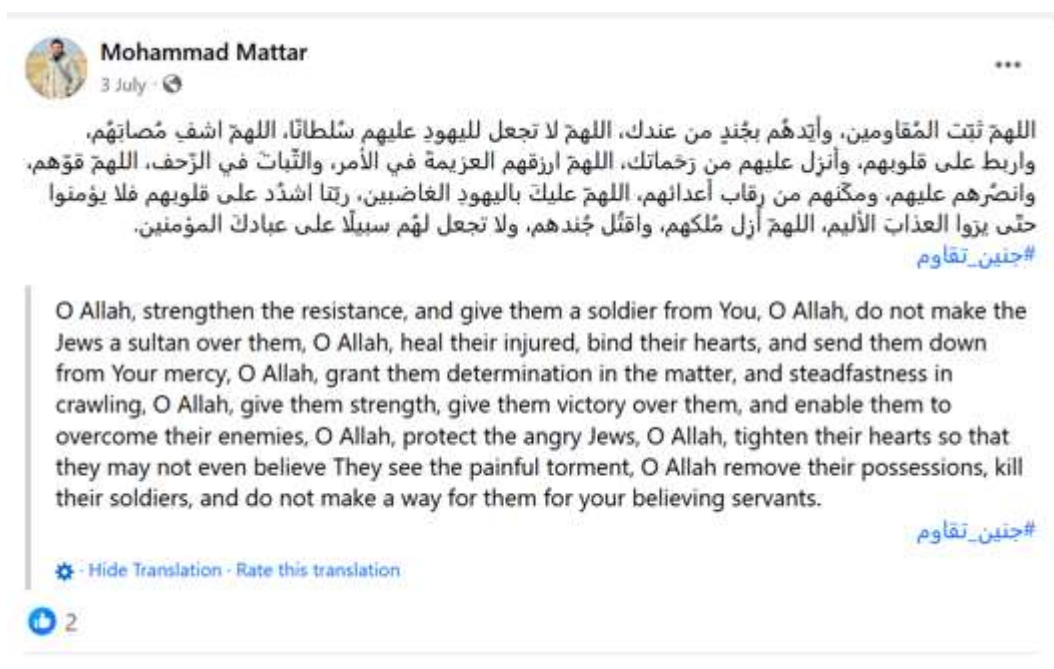 Mohammad Mattar
3 July ·
اللهمّ ثبّت المُقاومين، وأيّدهُم بجُندٍ من عندك، اللهمّ لا تجعل لليهودِ عليهم سُلطانًا، اللهمّ اشفِ مُصابَهُم،
واربط على قلوبهم، وأنزِل عليهم من رَحَماتك، اللهمّ ارزقهم العزيمةَ في الأمر، والثّباتَ في الزّحف، اللهمّ قوّهم،
وانصُرهم عليهم، ومكّنهم من رقاب أعدائهم، اللهمّ عليكَ باليهودِ الغاضبين، ربّنا اشدُد على قلوبهم فلا يؤمنوا
حتّى يرَوا العذابَ الأليم، اللهمّ أزِل مُلكهم، واقتُل جُندهم، ولا تجعل لهُم سبيلًا على عبادكَ المؤمنين.
#جنين_تقاوم
O Allah, strengthen the resistance, and give them a soldier from You, O Allah, do not make the
Jews a sultan over them, O Allah, heal their injured, bind their hearts, and send them down
from Your mercy, O Allah, grant them determination in the matter, and steadfastness in
crawling, O Allah, give them strength, give them victory over them, and enable them to
overcome their enemies, O Allah, protect the angry Jews, O Allah, tighten their hearts so that
they may not even believe They see the painful torment, O Allah remove their possessions, kill
their soldiers, and do not make a way for them for your believing servants.
#جنين_تقاوم
· Hide Translation · Rate this translation
2